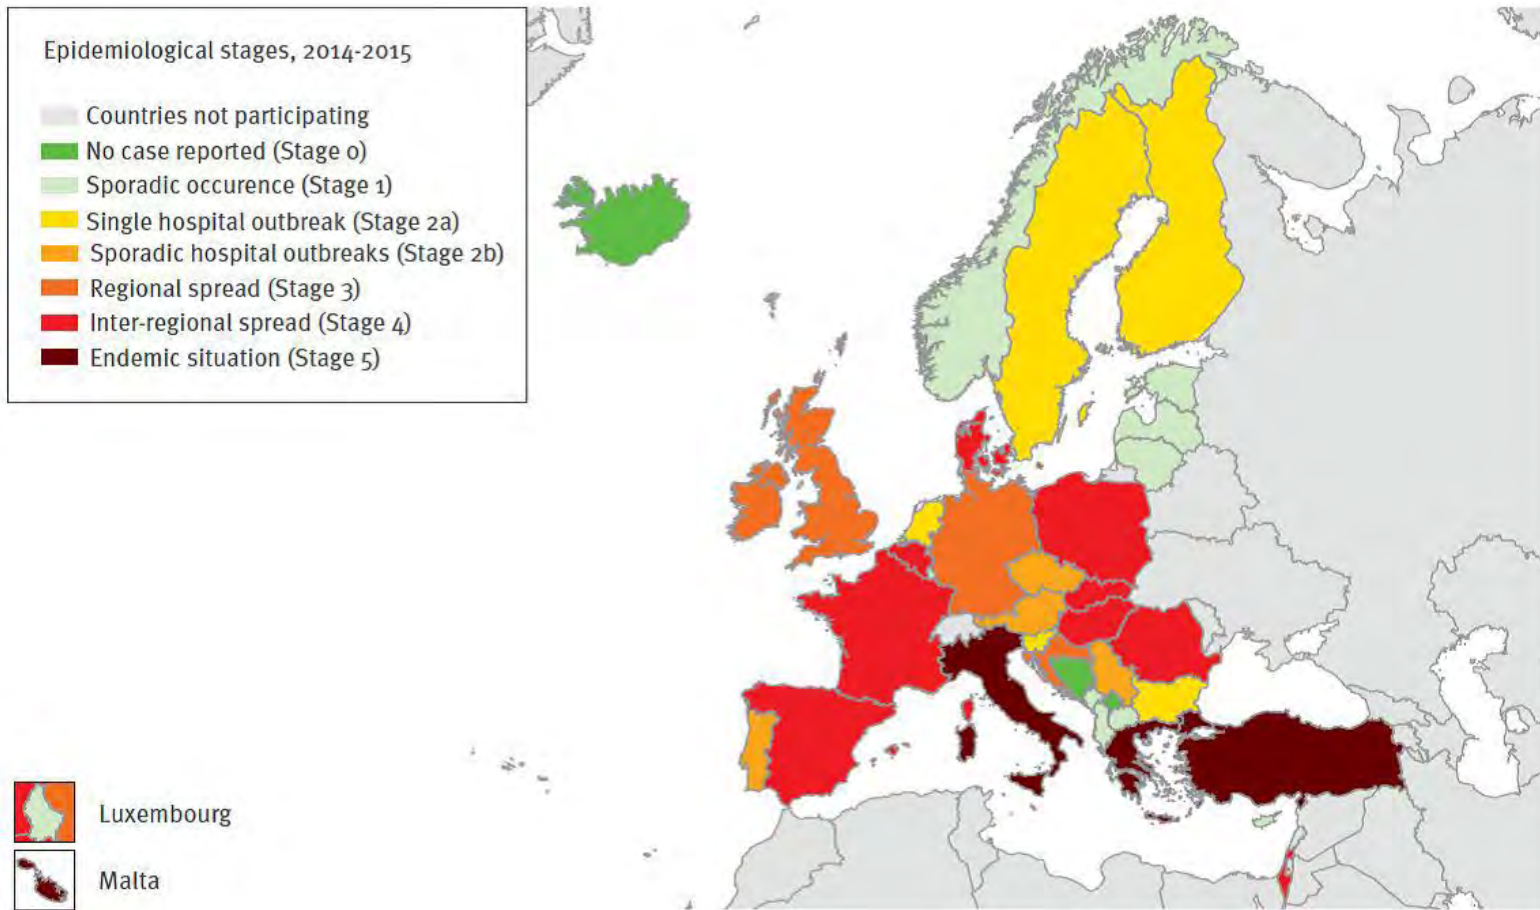 Epidemiological stages, 2014-2015
Countries not participating
No case reported (Stage 0)
Sporadic occurence (Stage 1)
Single hospital outbreak (Stage 2a)
Sporadic hospital outbreaks (Stage 2b)
Regional spread (Stage 3)
Inter-regional spread (Stage 4)
Endemic situation (Stage 5)
Luxembourg
Malta